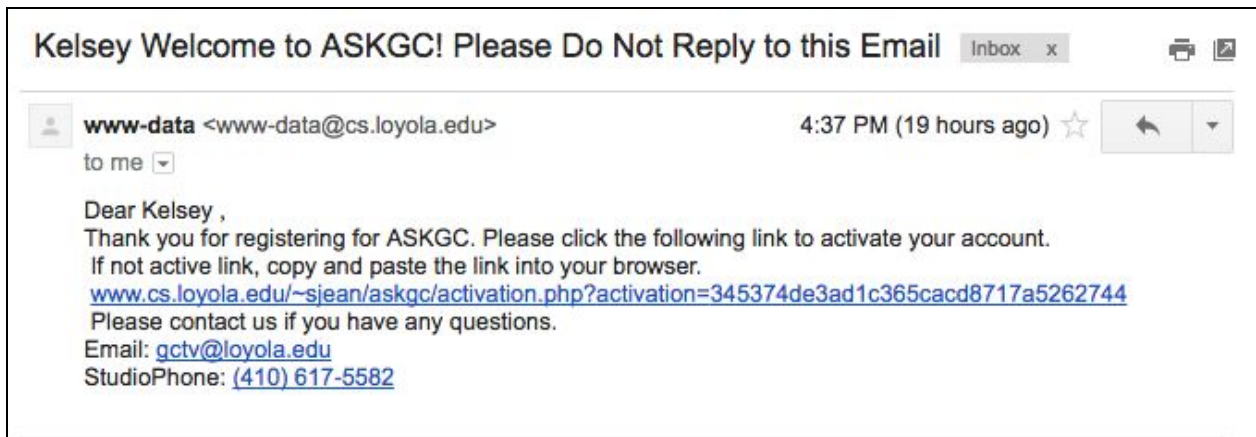 Kelsey Welcome to ASKGC! Please Do Not Reply to this Email Inbox x
www-data <www-data@cs.loyola.edu> 4:37 PM (19 hours ago)
to me
Dear Kelsey ,
Thank you for registering for ASKGC. Please click the following link to activate your account.
If not active link, copy and paste the link into your browser.
www.cs.loyola.edu/~sjean/askgc/activation.php?activation=345374de3ad1c365cacd8717a5262744
Please contact us if you have any questions.
Email: gctv@loyola.edu
StudioPhone: (410) 617-5582